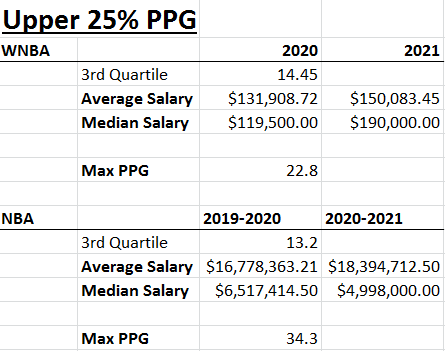 Upper 25% PPG
WNBA 2020 2021
3rd Quartile 14.45
Average Salary $131,908.72 $150,083.45
Median Salary $119,500.00 $190,000.00
Max PPG 22.8
NBA 2019-2020 2020-2021
3rd Quartile 13.2
Average Salary $16,778,363.21 $18,394,712.50
Median Salary $6,517,414.50 $4,998,000.00
Max PPG 34.3